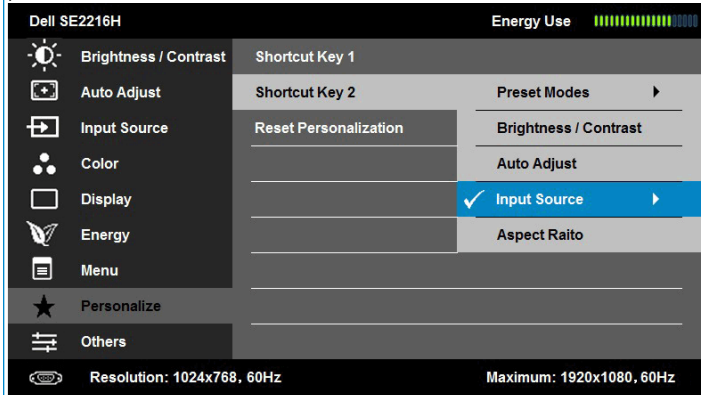 Dell SE2216H Energy Use
Brightness / Contrast Shortcut Key 1
Auto Adjust Shortcut Key 2 Preset Modes
Input Source Reset Personalization Brightness / Contrast
Color Auto Adjust
Display Input Source
Energy Aspect Raito
Menu
Personalize
Others
Resolution: 1024x768, 60Hz Maximum: 1920x1080, 60Hz